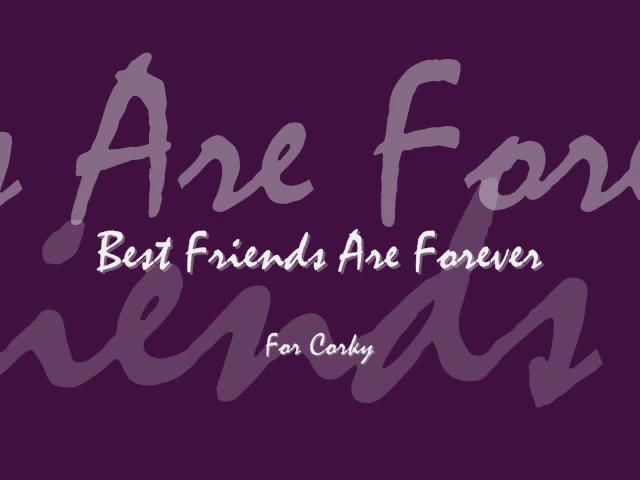 s Are Fore
Best Friends Are Forever
iends
For Corky